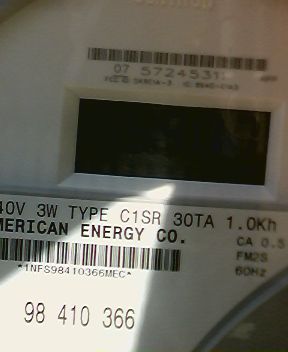 07 5724531
40V 3W TYPE C1SR 30TA 1.0Kh
MERICAN ENERGY CO.
CA 0.5
FM2S
60Hz
*1NFS98410366MEC*
98 410 366